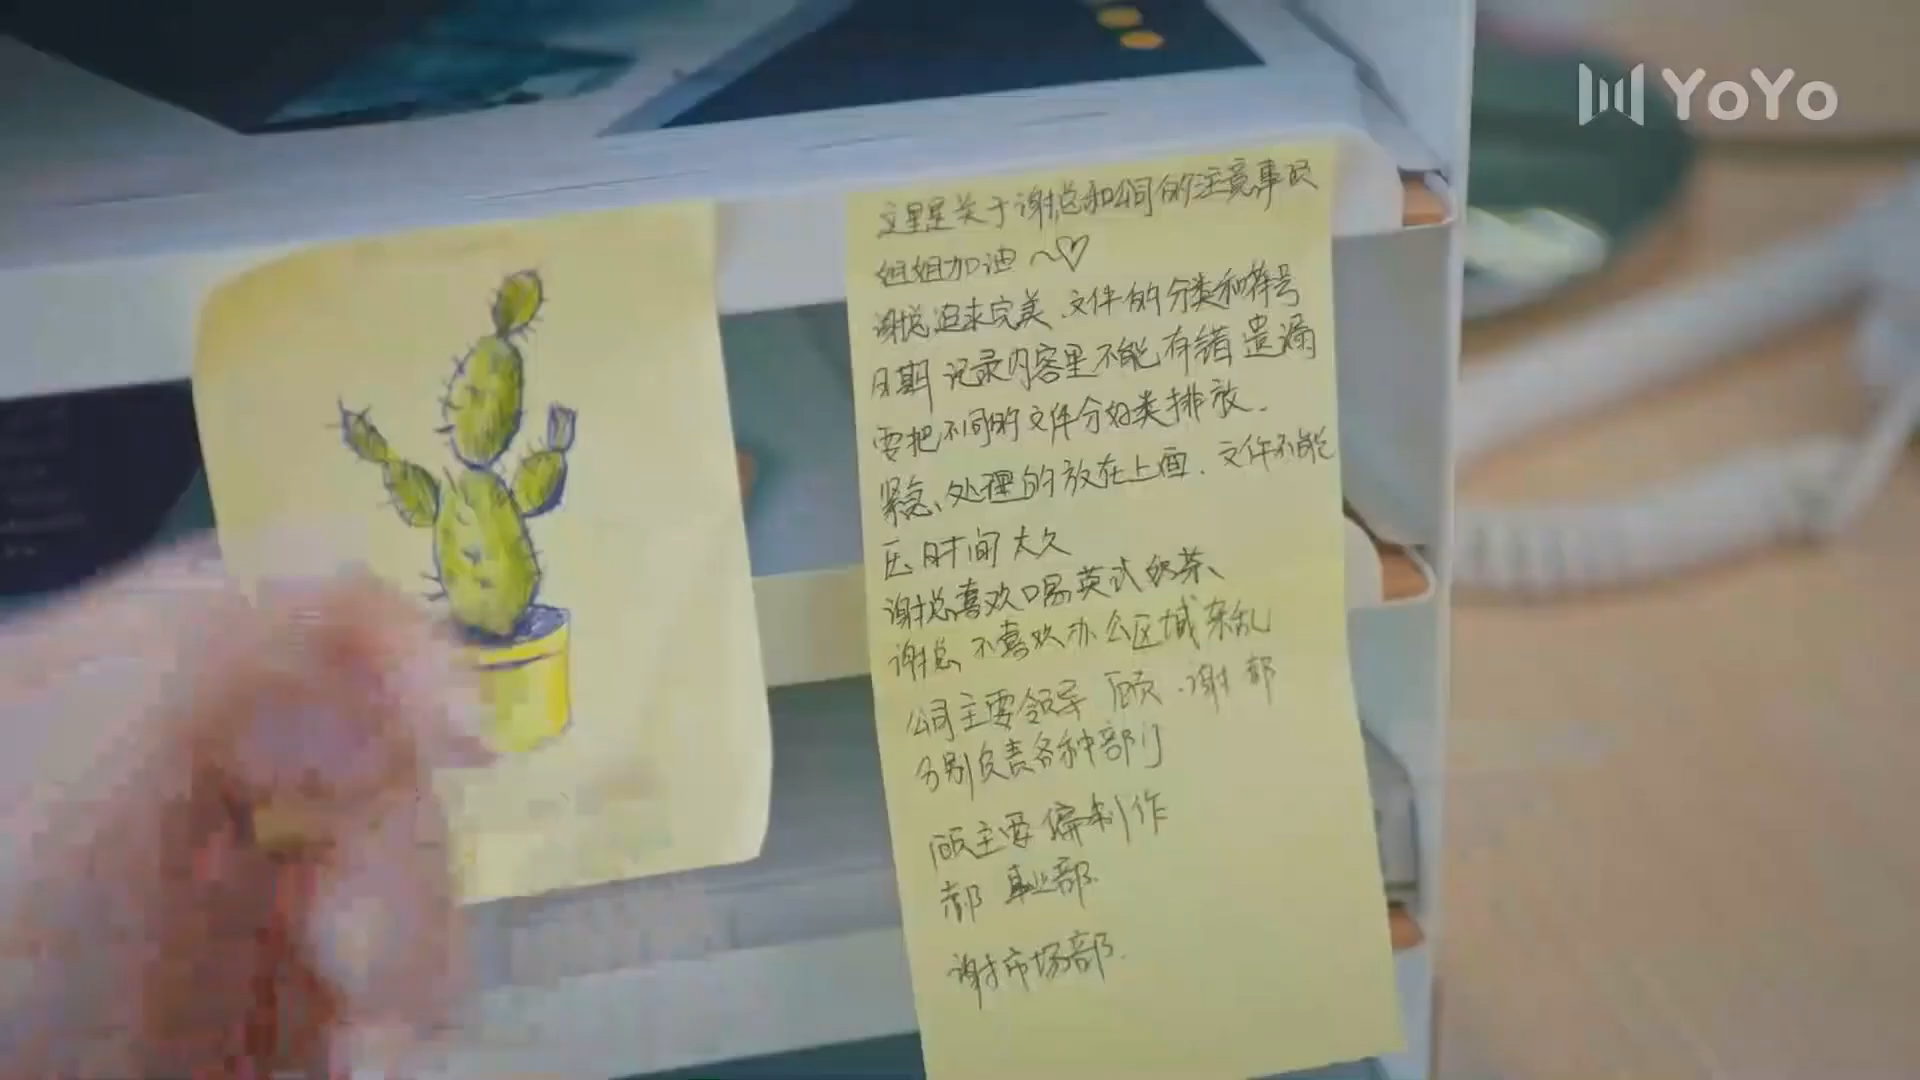 YoYo
这里是关于谢总和公司的注意事项
姐姐加油~♡
谢总追求完美、文件的分类和符号
日期 记录内容里不能有错 遗漏
要把不同的文件分好类排放.
紧急、处理的放在上面. 文件不能
压时间太久
谢总喜欢喝英式奶茶、
谢总 不喜欢办公区域杂乱
公司主要领导 顾.谢 都
分别负责各种部门
顾主要 编制作
部 事业部.
谢市场部.